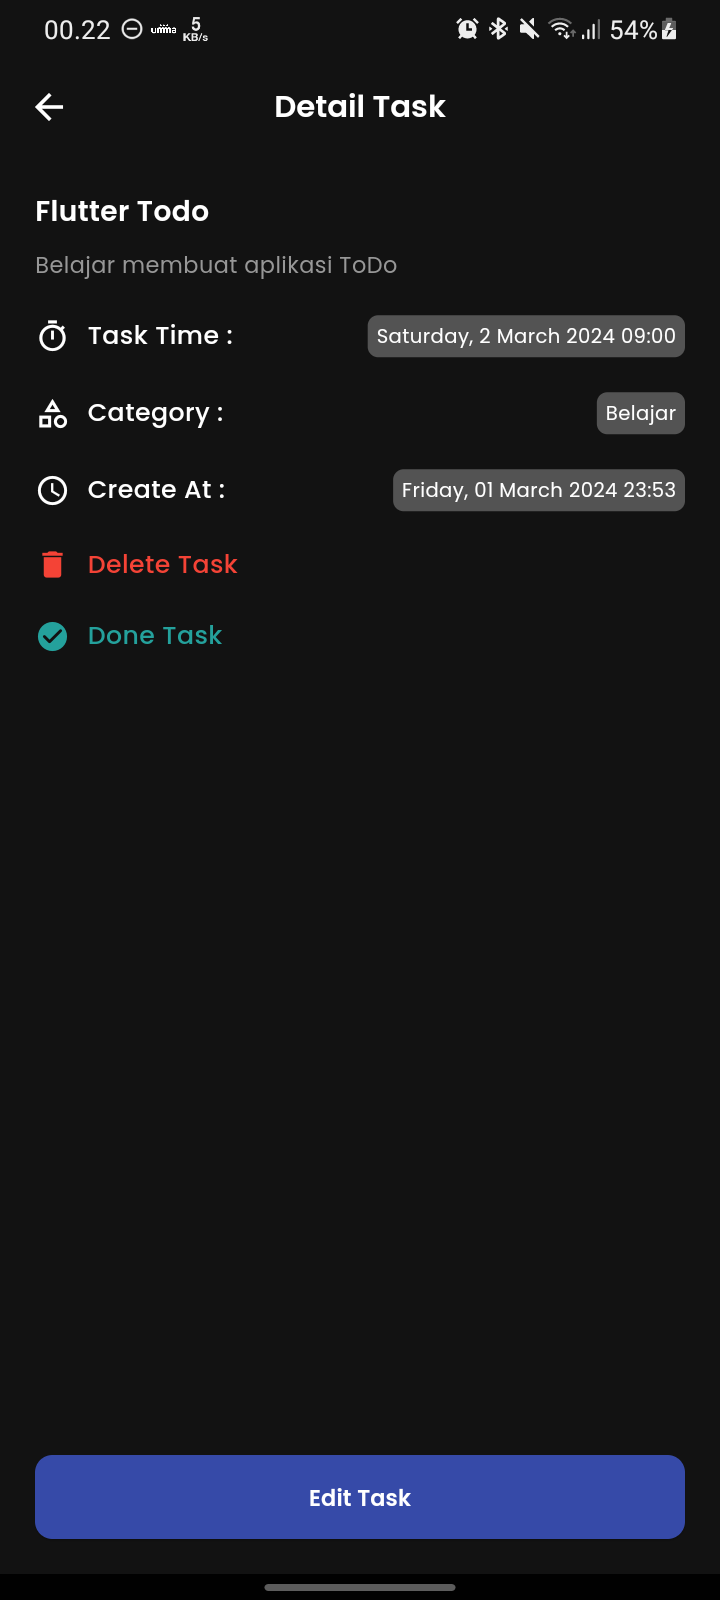 00.22 umma 5 KB/s 54%
Detail Task
Flutter Todo
Belajar membuat aplikasi ToDo
Task Time : Saturday, 2 March 2024 09:00
Category : Belajar
Create At : Friday, 01 March 2024 23:53
Delete Task
Done Task
Edit Task